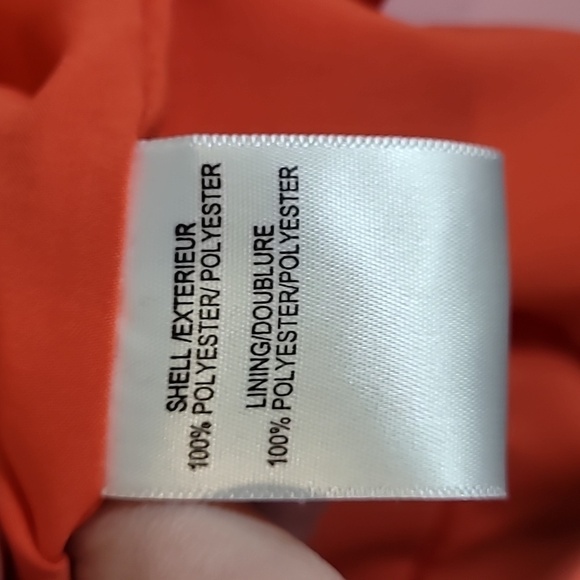 SHELL /EXTERIEUR
100% POLYESTER/ POLYESTER
LINING/DOUBLURE
100% POLYESTER/POLYESTER